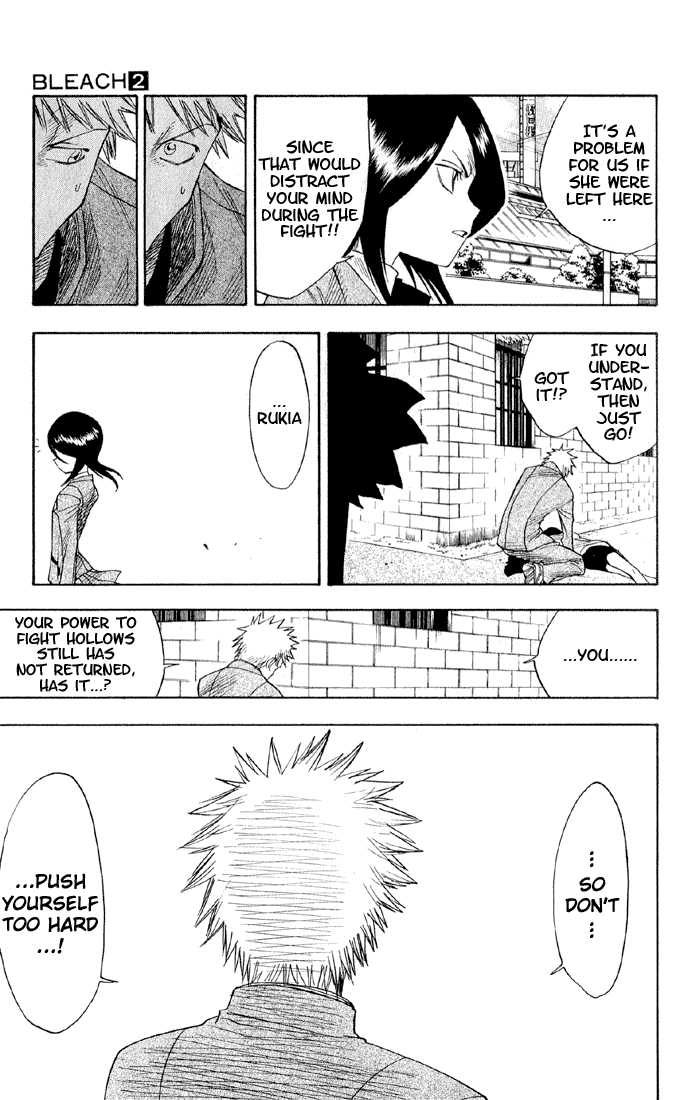 BLEACH 2
IT'S A
PROBLEM
FOR US IF
SHE WERE
LEFT HERE
...
SINCE
THAT WOULD
DISTRACT
YOUR MIND
DURING THE
FIGHT!!
IF YOU
UNDER-
STAND,
THEN
JUST
GO!
GOT
IT!?
...
RUKIA
...YOU......
YOUR POWER TO
FIGHT HOLLOWS
STILL HAS
NOT RETURNED,
HAS IT...?
...
SO
DON'T
...
...PUSH
YOURSELF
TOO HARD
...!